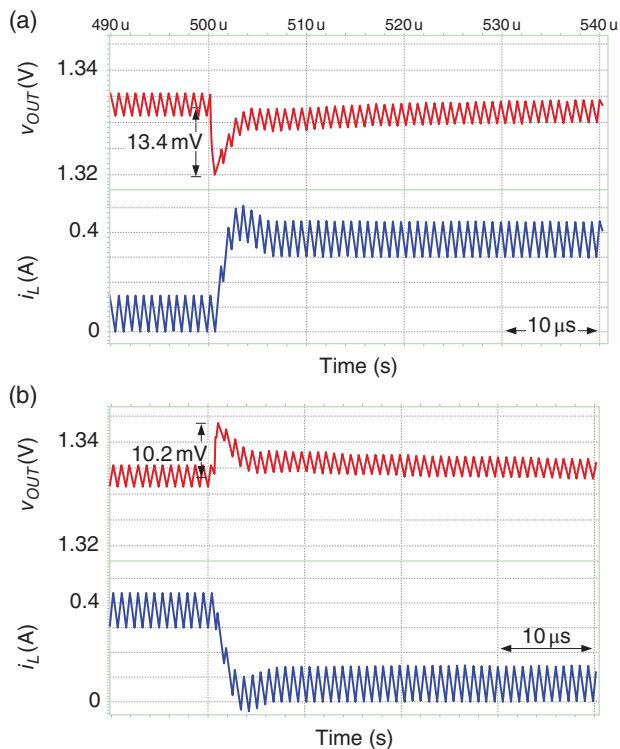 (a)
490 u 500 u 510 u 520 u 530 u 540 u
1.34
v_OUT (V)
13.4 mV
1.32
0.4
i_L (A)
0
10 μs
Time (s)
(b)
1.34
v_OUT (V)
10.2 mV
1.32
0.4
i_L (A)
10 μs
0
Time (s)